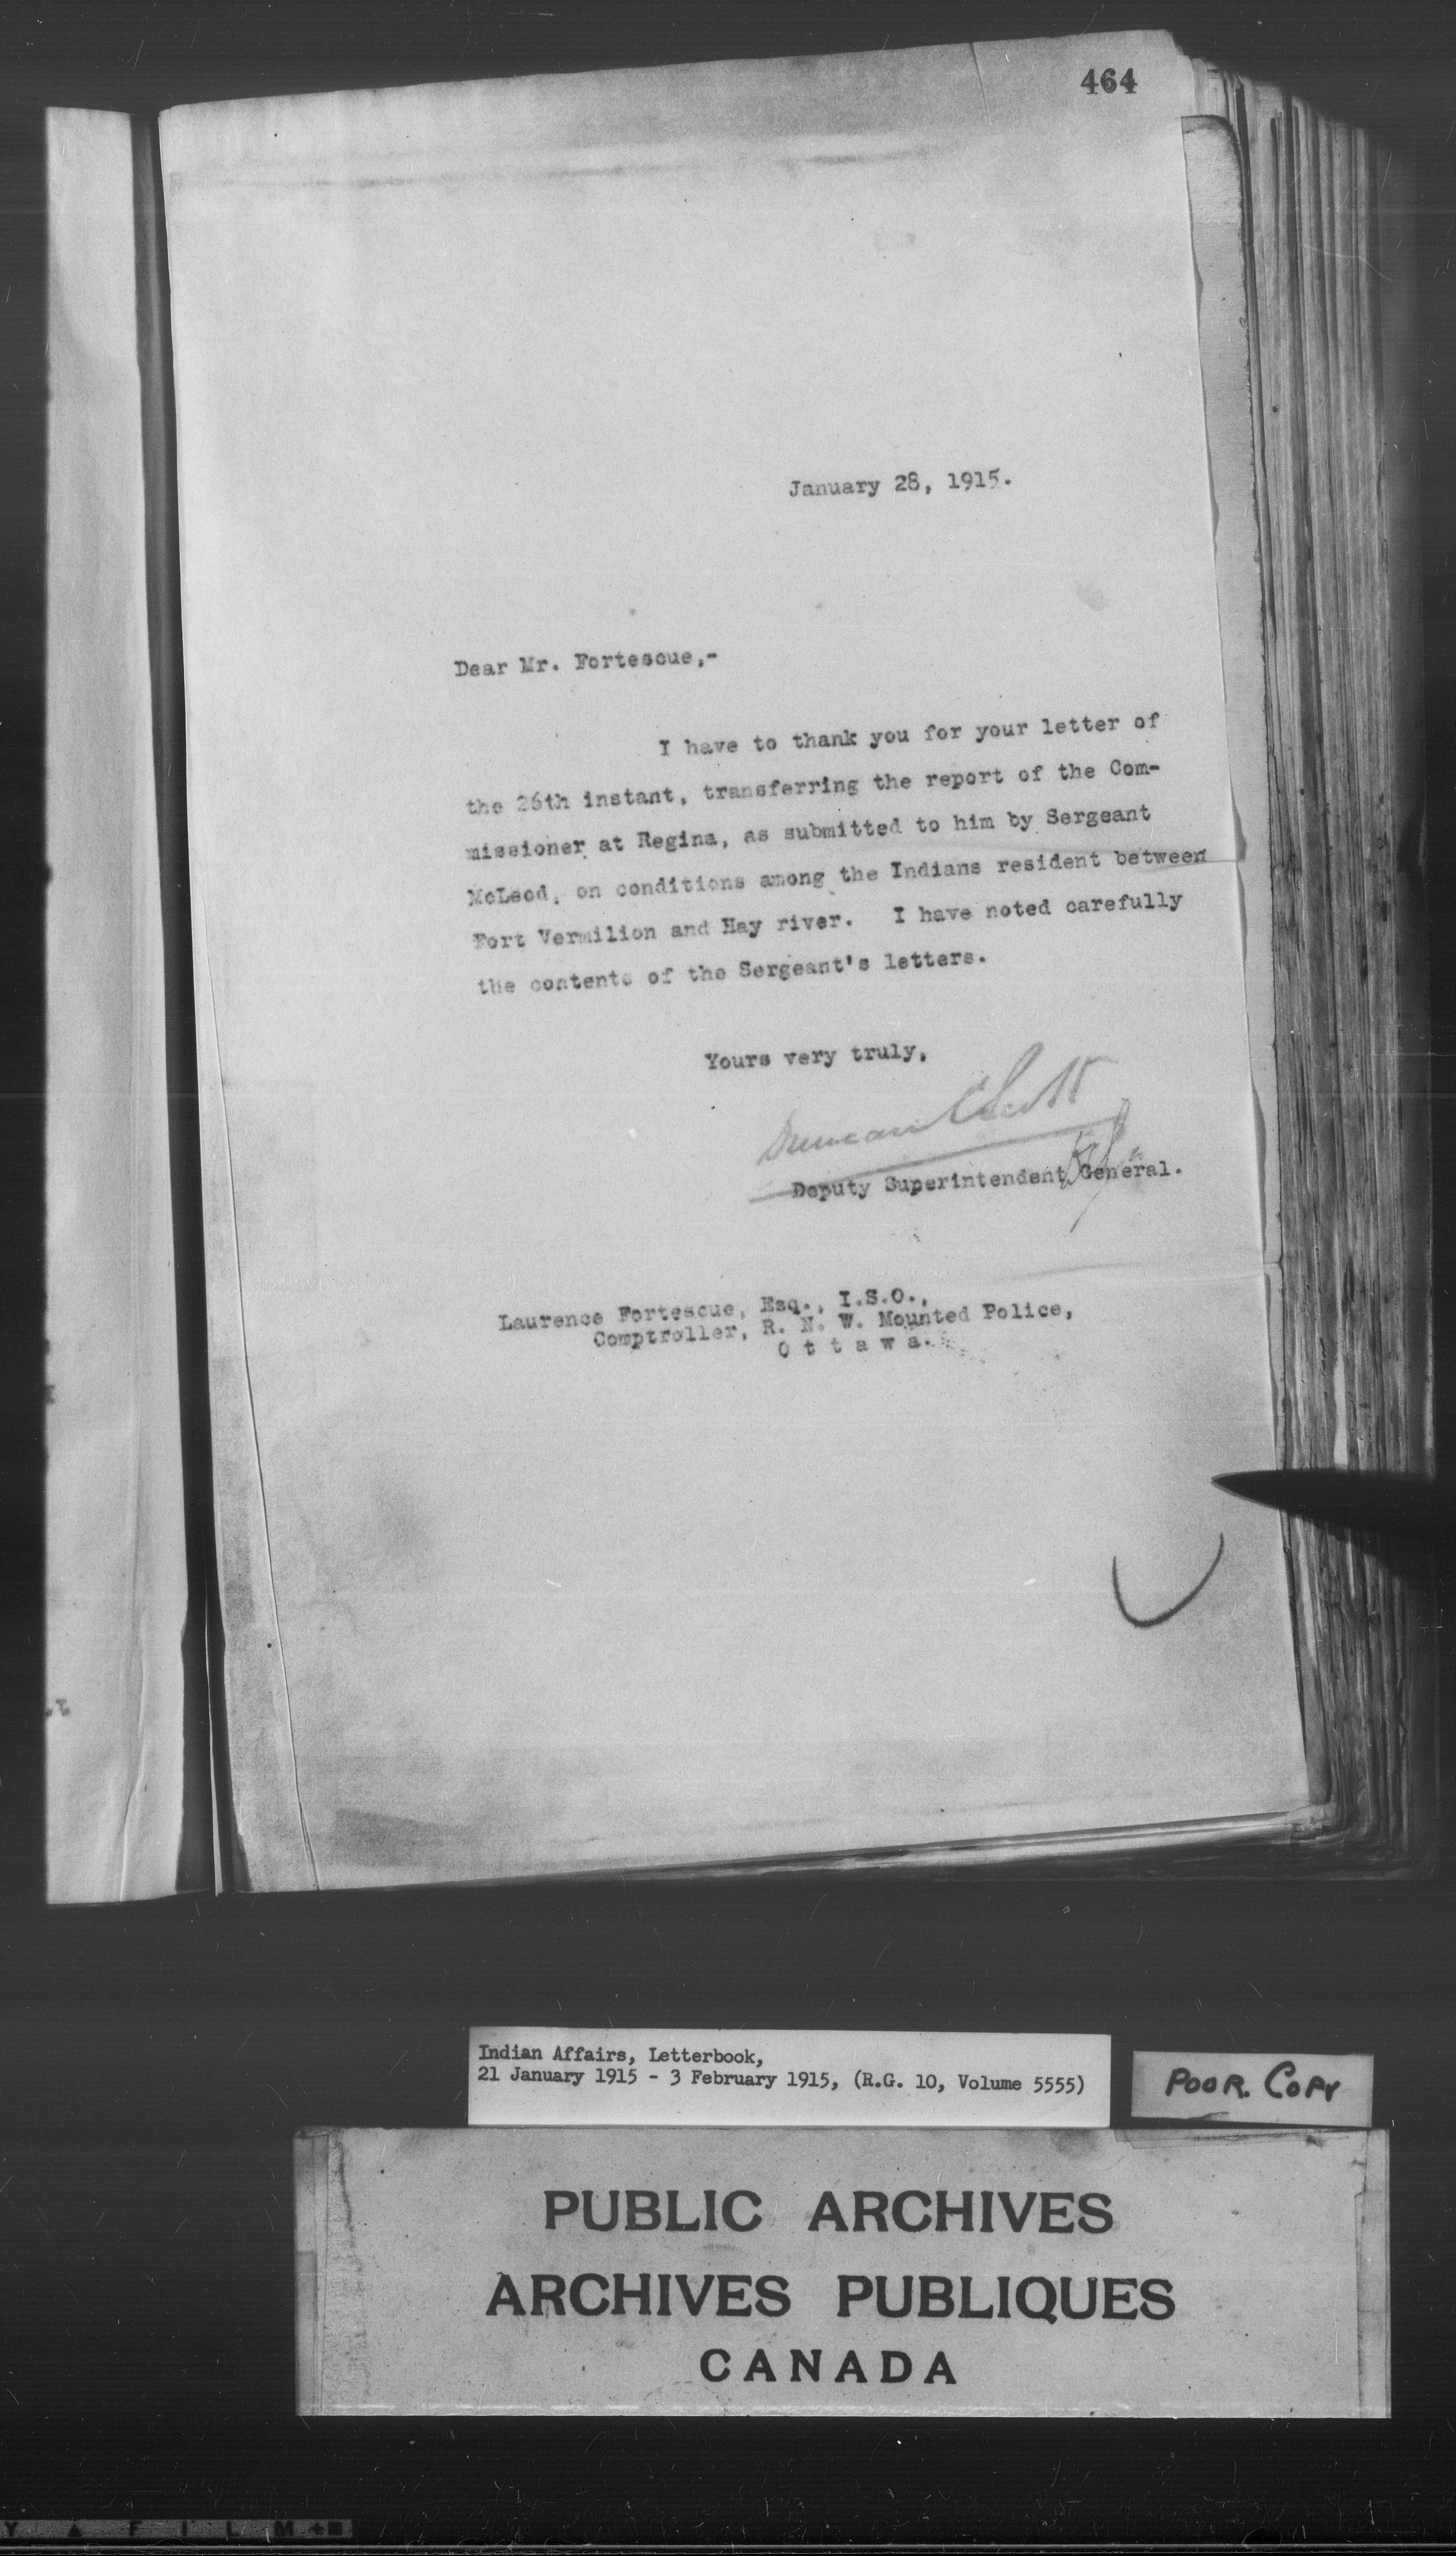 464
January 28, 1915.
Dear Mr. Fortescue,-
I have to thank you for your letter of
the 26th instant, transferring the report of the Com-
missioner at Regina, as submitted to him by Sergeant
McLeod, on conditions among the Indians resident between
Fort Vermilion and Hay river. I have noted carefully
the contents of the Sergeant's letters.
Yours very truly,
Duncan C Scott
Deputy Superintendent General.
Laurence Fortescue, Esq., I.S.O.,
Comptroller, R. N. W. Mounted Police,
O t t a w a.
Indian Affairs, Letterbook,
21 January 1915 - 3 February 1915, (R.G. 10, Volume 5555)
POOR. COPY
PUBLIC ARCHIVES
ARCHIVES PUBLIQUES
CANADA